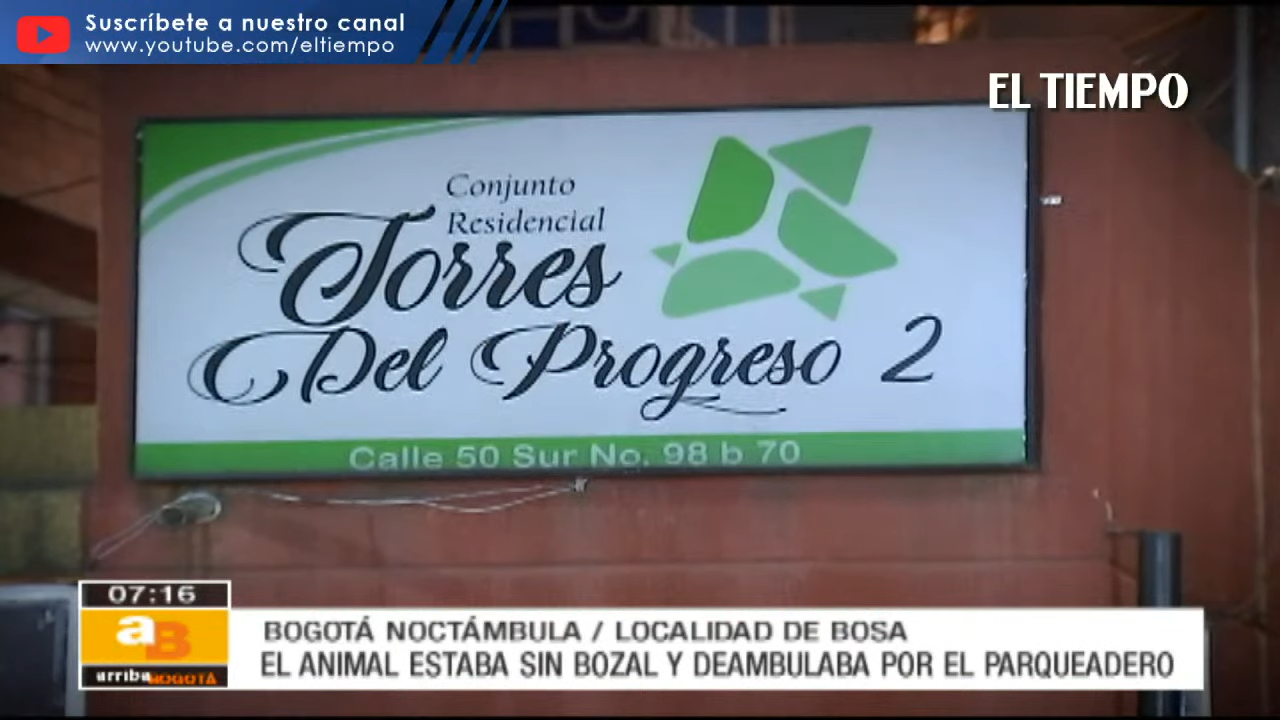 Suscríbete a nuestro canal
www.youtube.com/eltiempo
EL TIEMPO
Conjunto
Residencial
Torres
Del Progreso 2
Calle 50 Sur No. 98 b 70
07:16
aB
arriba BOGOTÁ
BOGOTÁ NOCTÁMBULA / LOCALIDAD DE BOSA
EL ANIMAL ESTABA SIN BOZAL Y DEAMBULABA POR EL PARQUEADERO